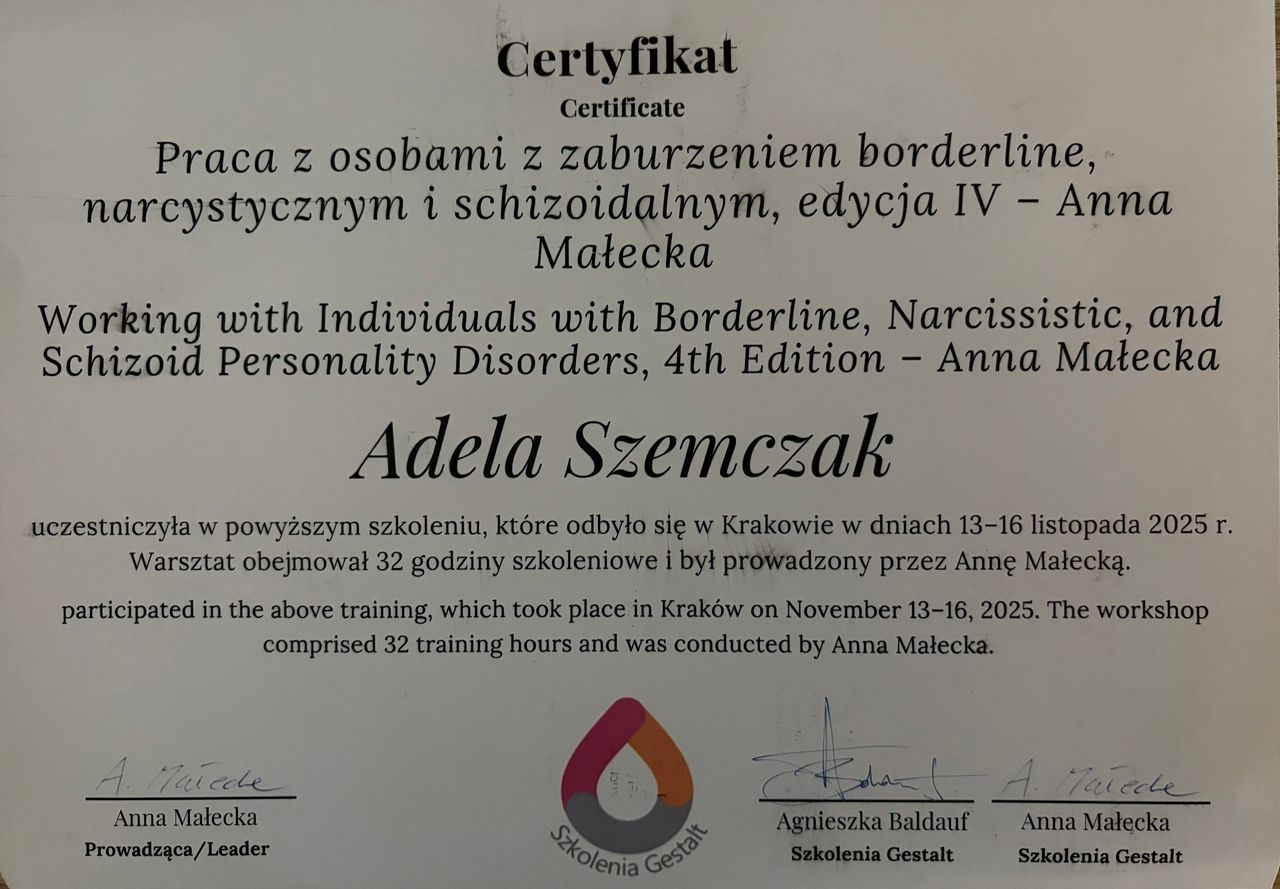 Certyfikat
Certificate
Praca z osobami z zaburzeniem borderline,
narcystycznym i schizoidalnym, edycja IV – Anna
Małecka
Working with Individuals with Borderline, Narcissistic, and
Schizoid Personality Disorders, 4th Edition – Anna Małecka
Adela Szemczak
uczestniczyła w powyższym szkoleniu, które odbyło się w Krakowie w dniach 13–16 listopada 2025 r.
Warsztat obejmował 32 godziny szkoleniowe i był prowadzony przez Annę Małecką.
participated in the above training, which took place in Kraków on November 13–16, 2025. The workshop
comprised 32 training hours and was conducted by Anna Małecka.
A. Małecka
Anna Małecka
Prowadząca/Leader
Szkolenia Gestalt
Agnieszka Baldauf
Szkolenia Gestalt
A. Małecka
Anna Małecka
Szkolenia Gestalt